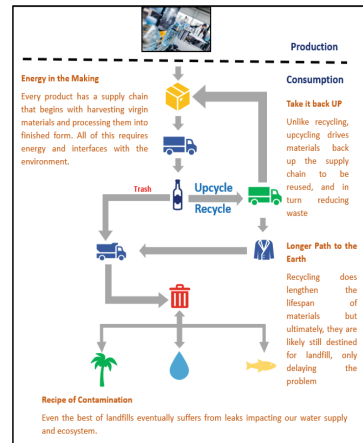 Production
Consumption
Energy in the Making
Every product has a supply chain
that begins with harvesting virgin
materials and processing them into
finished form. All of this requires
energy and interfaces with the
environment.
Take it back UP
Unlike recycling,
upcycling drives
materials back
up the supply
chain to be
reused, and in
turn reducing
waste
Trash
Upcycle
Recycle
Longer Path to the
Earth
Recycling does
lengthen the
lifespan of
materials but
ultimately, they are
likely still destined
for landfill, only
delaying the
problem
Recipe of Contamination
Even the best of landfills eventually suffers from leaks impacting our water supply
and ecosystem.